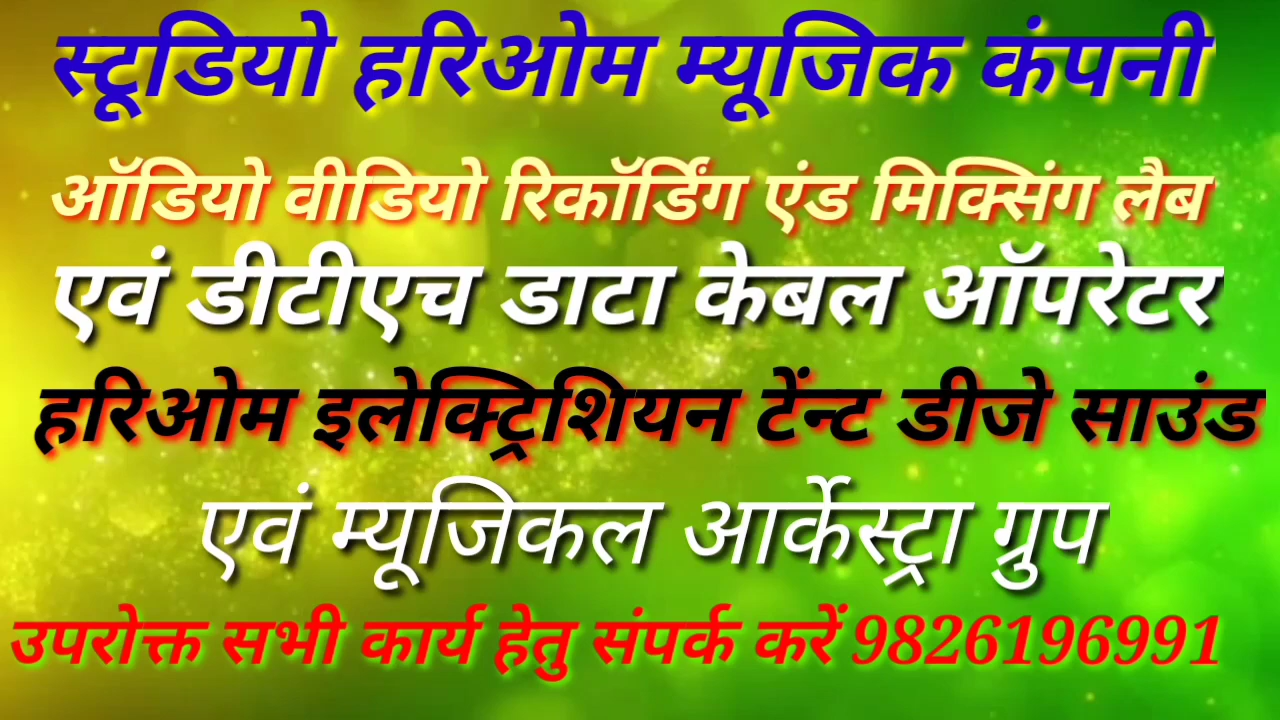 स्टूडियो हरिओम म्यूजिक कंपनी
ऑडियो वीडियो रिकॉर्डिंग एंड मिक्सिंग लैब
एवं डीटीएच डाटा केबल ऑपरेटर
हरिओम इलेक्ट्रिशियन टेंन्ट डीजे साउंड
एवं म्यूजिकल आर्केस्ट्रा ग्रुप
उपरोक्त सभी कार्य हेतु संपर्क करें 9826196991